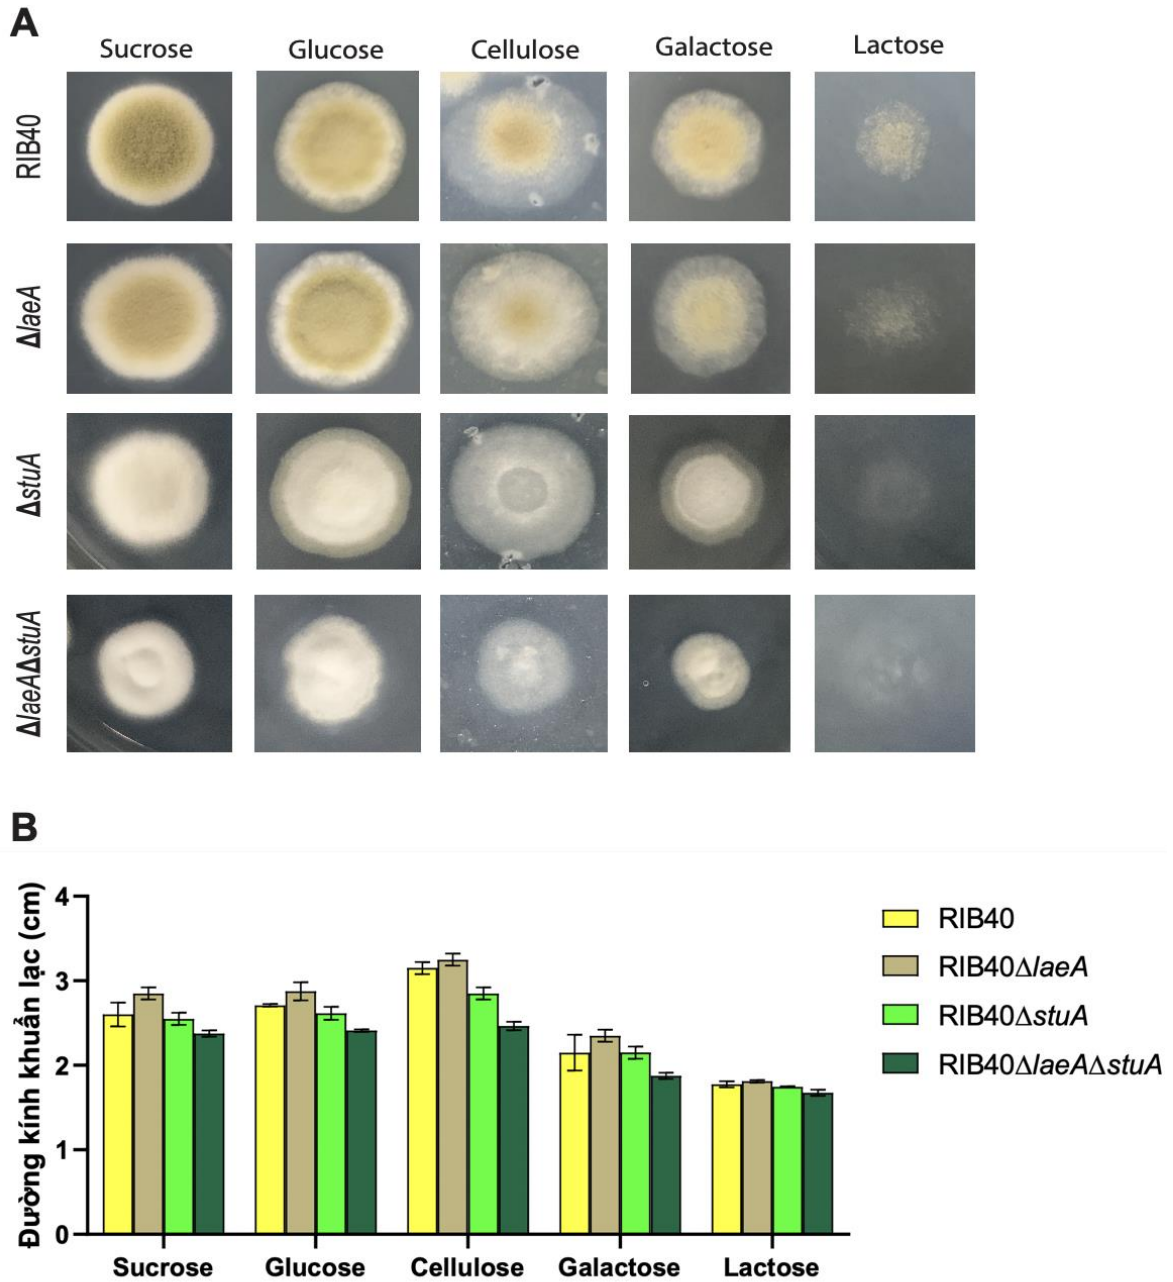 A
Sucrose Glucose Cellulose Galactose Lactose
RIB40
ΔlaeA
ΔstuA
ΔlaeAΔstuA
B
Đường kính khuẩn lạc (cm)
4
3
2
1
0
Sucrose Glucose Cellulose Galactose Lactose
RIB40
RIB40ΔlaeA
RIB40ΔstuA
RIB40ΔlaeAΔstuA